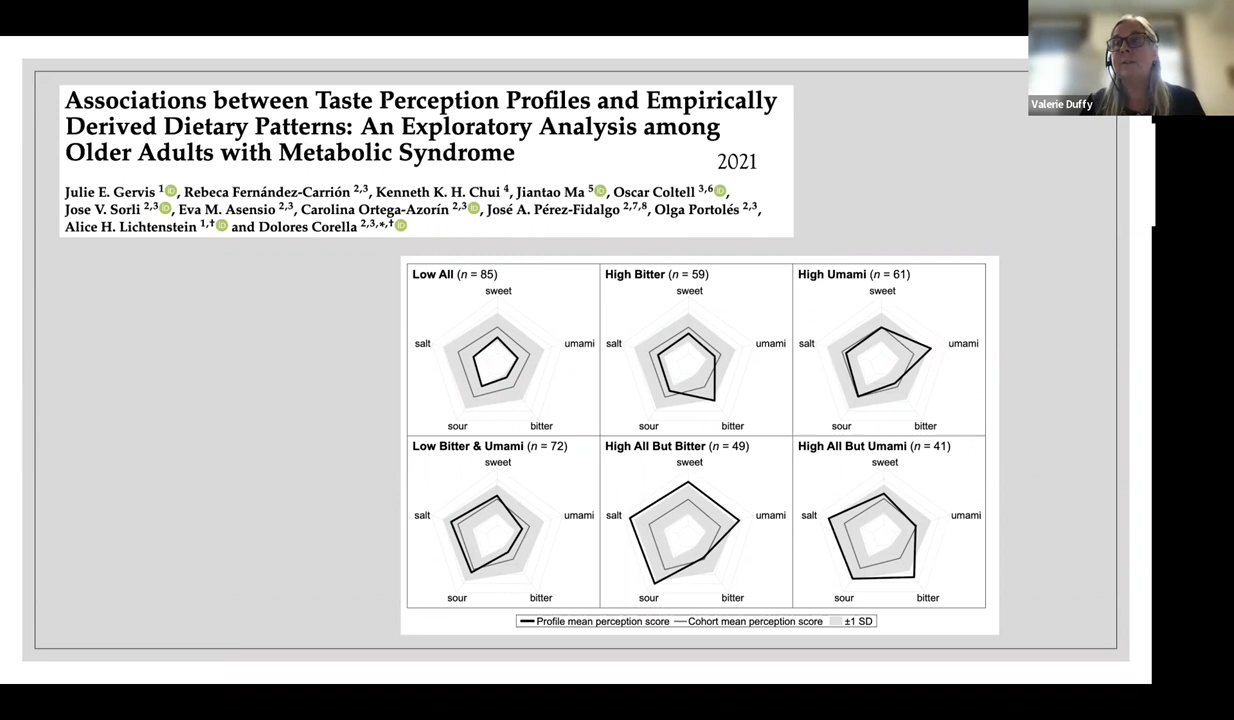 Valerie Duffy
Associations between Taste Perception Profiles and Empirically
Derived Dietary Patterns: An Exploratory Analysis among
Older Adults with Metabolic Syndrome
2021
Julie E. Gervis 1 iD, Rebeca Fernández-Carrión 2,3, Kenneth K. H. Chui 4, Jiantao Ma 5 iD, Oscar Coltell 3,6 iD,
Jose V. Sorli 2,3 iD, Eva M. Asensio 2,3, Carolina Ortega-Azorín 2,3 iD, José A. Pérez-Fidalgo 2,7,8, Olga Portolés 2,3,
Alice H. Lichtenstein 1,† iD and Dolores Corella 2,3,*,† iD
Low All (n = 85)
sweet
salt
umami
sour
bitter
High Bitter (n = 59)
sweet
salt
umami
sour
bitter
High Umami (n = 61)
sweet
salt
umami
sour
bitter
Low Bitter & Umami (n = 72)
sweet
salt
umami
sour
bitter
High All But Bitter (n = 49)
sweet
salt
umami
sour
bitter
High All But Umami (n = 41)
sweet
salt
umami
sour
bitter
Profile mean perception score Cohort mean perception score ±1 SD